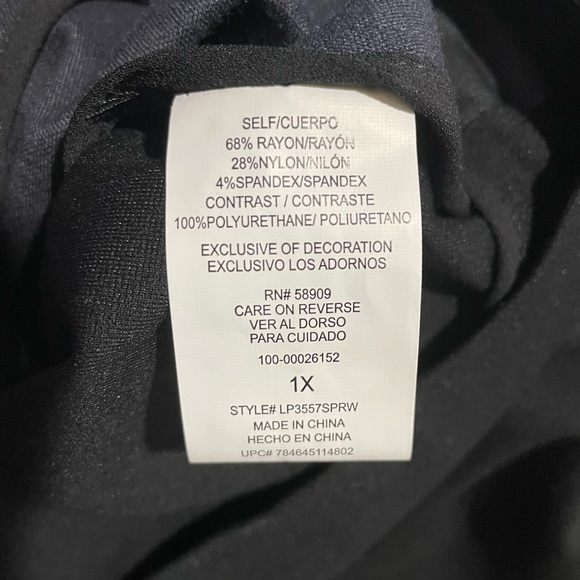 SELF/CUERPO
68% RAYON/RAYÓN
28%NYLON/NILÓN
4%SPANDEX/SPANDEX
CONTRAST / CONTRASTE
100%POLYURETHANE/ POLIURETANO
EXCLUSIVE OF DECORATION
EXCLUSIVO LOS ADORNOS
RN# 58909
CARE ON REVERSE
VER AL DORSO
PARA CUIDADO
100-00026152
1X
STYLE# LP3557SPRW
MADE IN CHINA
HECHO EN CHINA
UPC# 784645114802